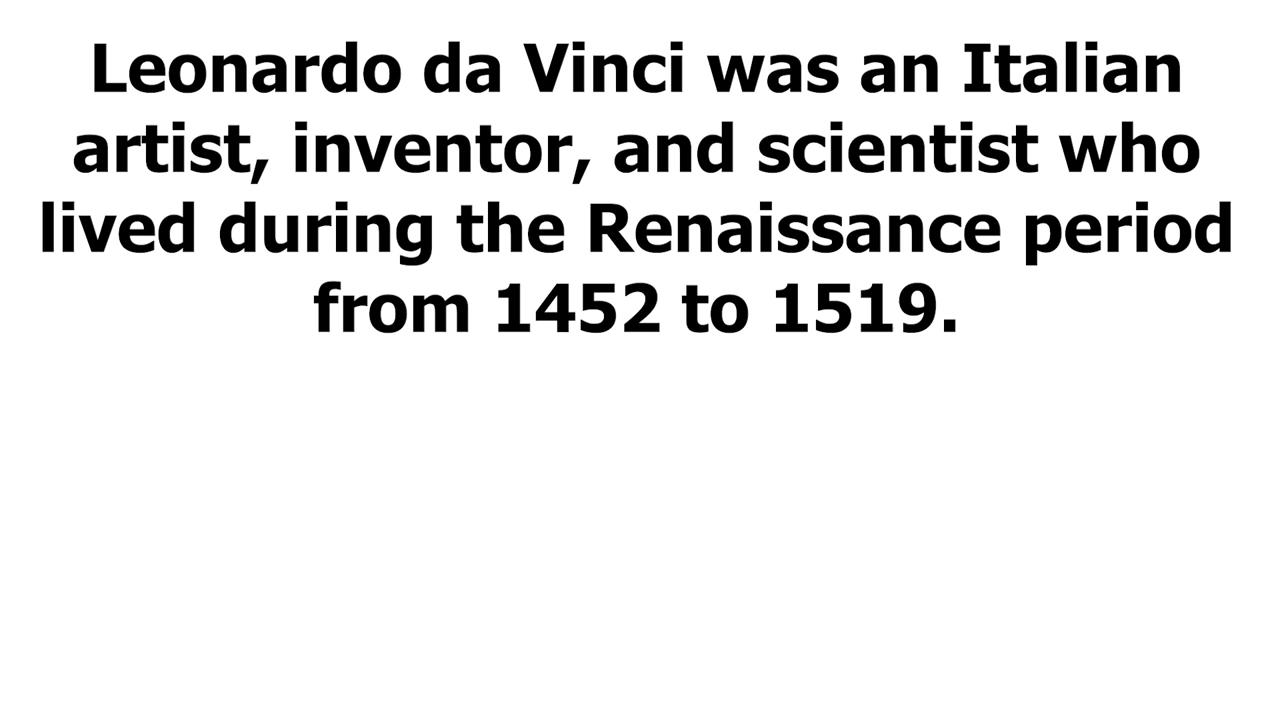 Leonardo da Vinci was an Italian
artist, inventor, and scientist who
lived during the Renaissance period
from 1452 to 1519.